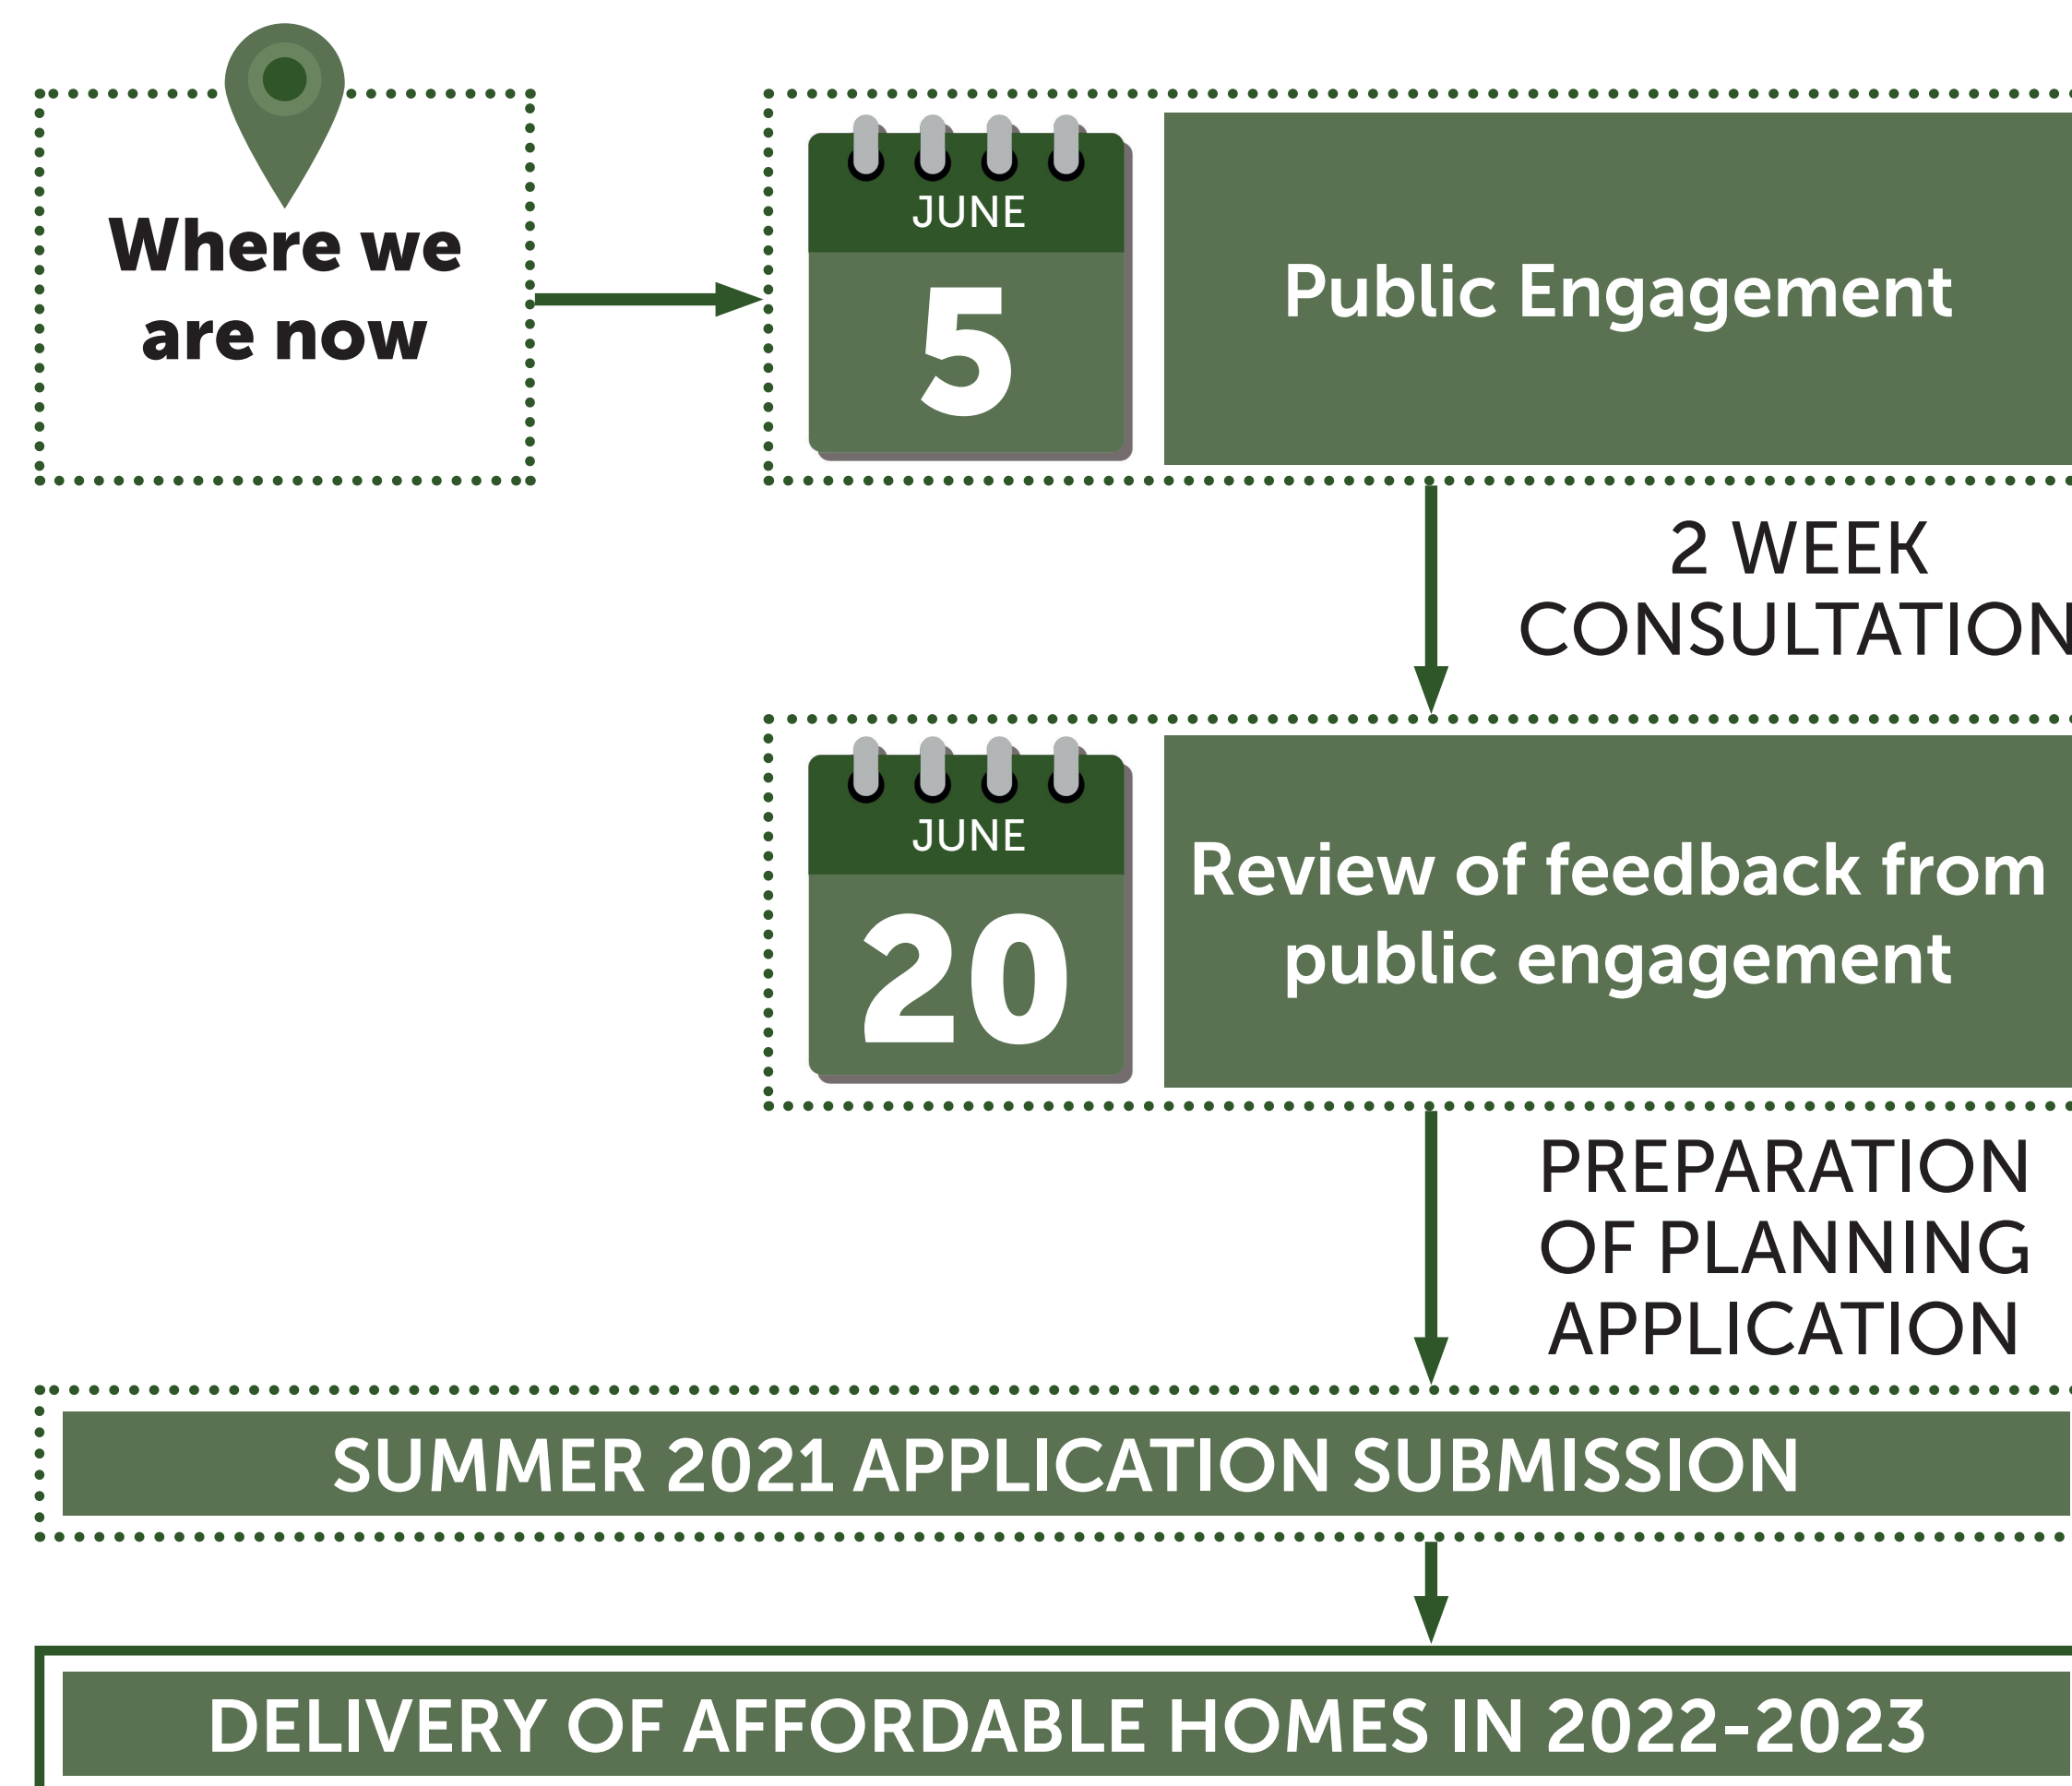 Where we
are now
JUNE
5
Public Engagement
2 WEEK
CONSULTATION
JUNE
20
Review of feedback from
public engagement
PREPARATION
OF PLANNING
APPLICATION
SUMMER 2021 APPLICATION SUBMISSION
DELIVERY OF AFFORDABLE HOMES IN 2022-2023